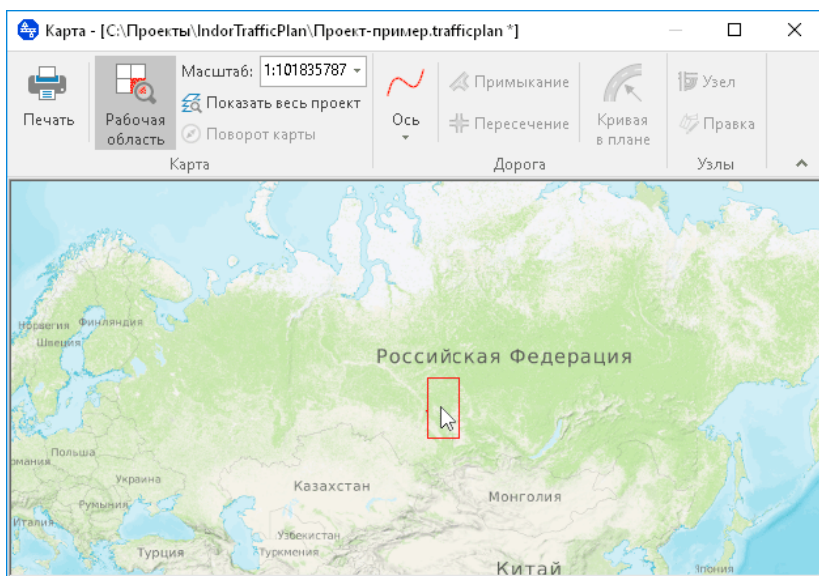 Карта - [C:\Проекты\IndorTrafficPlan\Проект-пример.trafficplan *]
Печать
Рабочая
область
Масштаб: 1:101835787
Показать весь проект
Поворот карты
Карта
Ось
Примыкание
Пересечение
Кривая
в плане
Дорога
Узел
Правка
Узлы
Норвегия
Финляндия
Швеция
Российская Федерация
Польша
Украина
Казахстан
Монголия
Румыния
Италия
Узбекистан
Турция
Туркмения
Китай
Япония